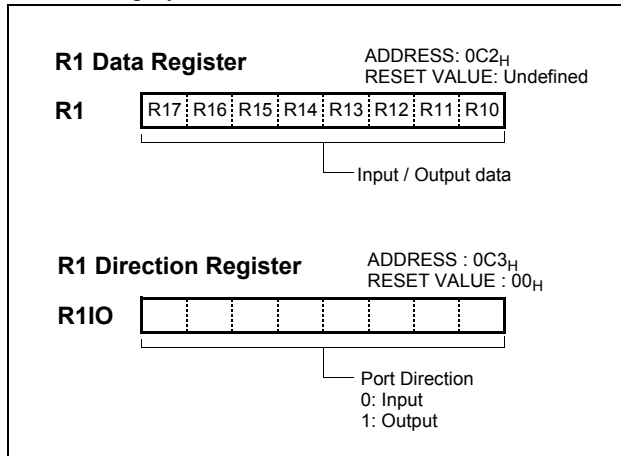 R1 Data Register
ADDRESS: 0C2H
RESET VALUE: Undefined
R1
R17 R16 R15 R14 R13 R12 R11 R10
Input / Output data
R1 Direction Register
ADDRESS : 0C3H
RESET VALUE : 00H
R1IO
Port Direction
0: Input
1: Output